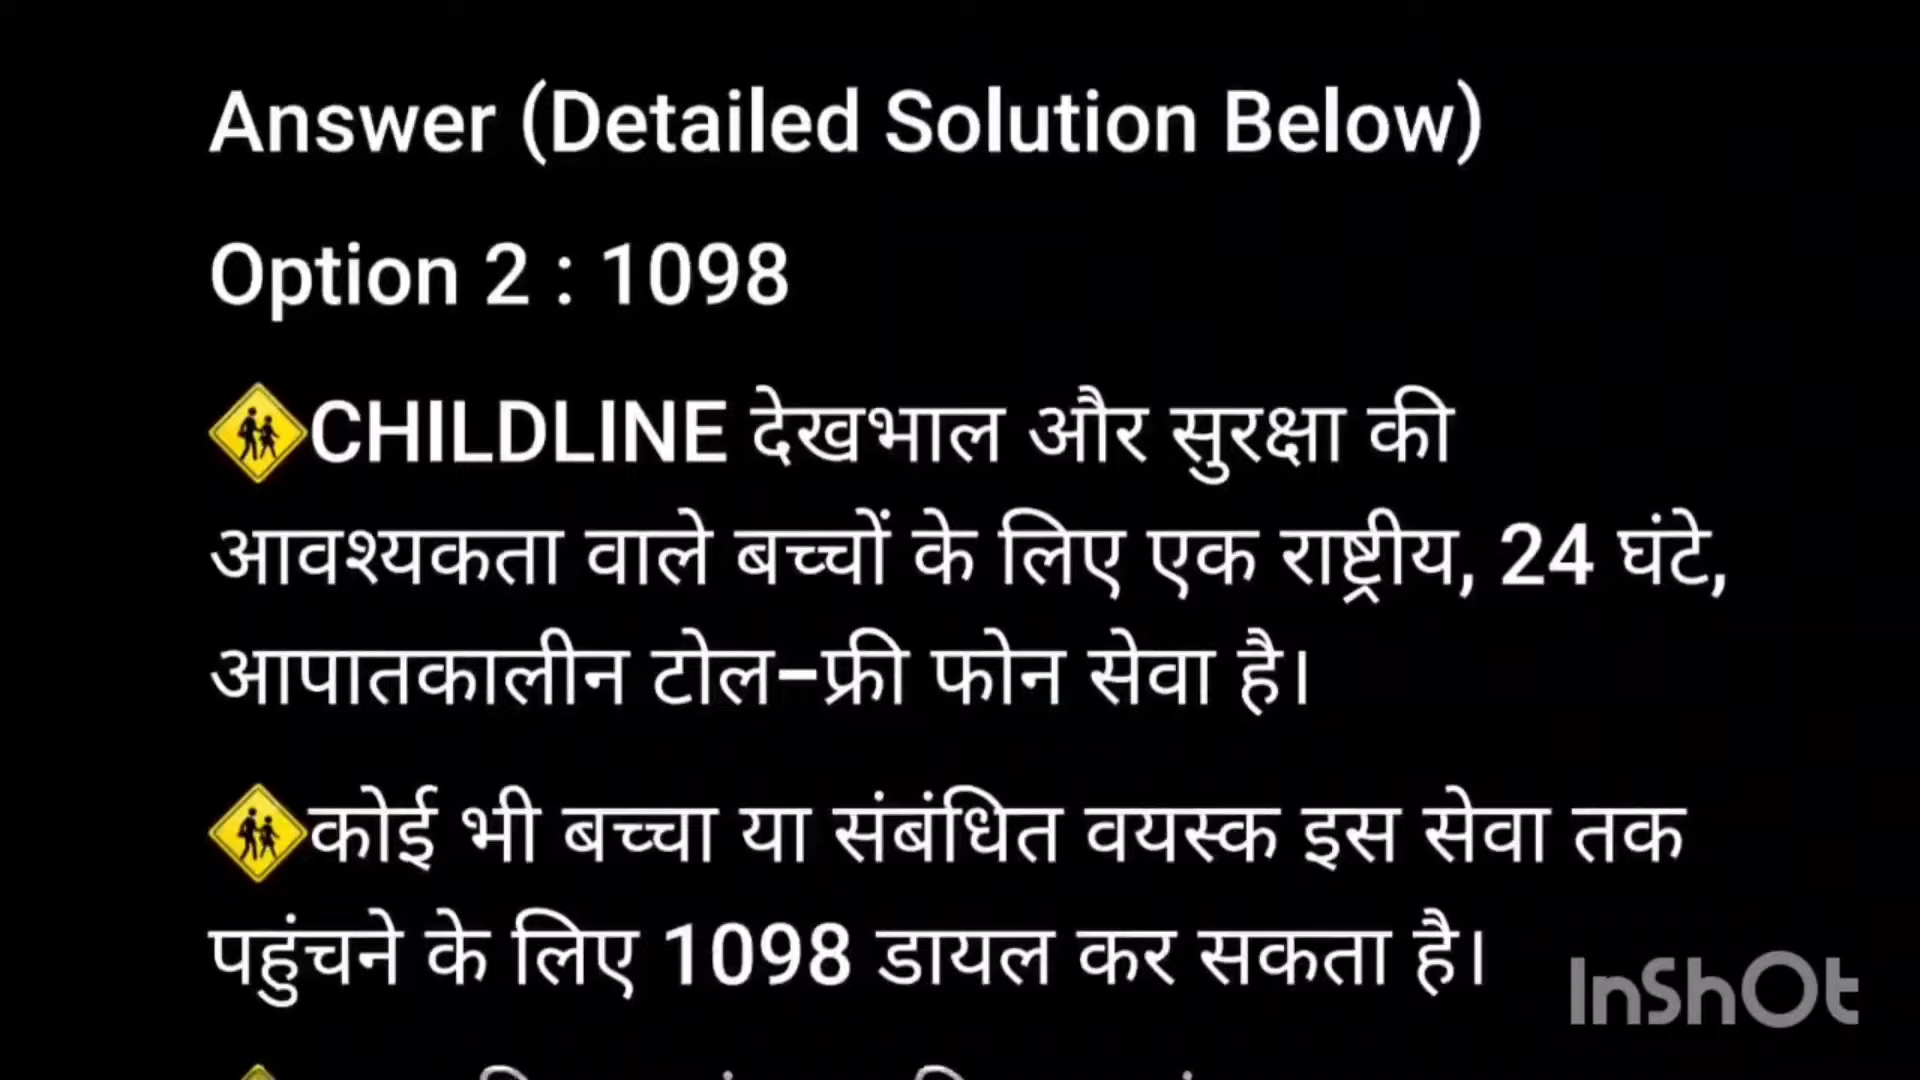 Answer (Detailed Solution Below)
Option 2 : 1098
🚸CHILDLINE देखभाल और सुरक्षा की
आवश्यकता वाले बच्चों के लिए एक राष्ट्रीय, 24 घंटे,
आपातकालीन टोल-फ्री फोन सेवा है।
🚸कोई भी बच्चा या संबंधित वयस्क इस सेवा तक
पहुंचने के लिए 1098 डायल कर सकता है।
InShOt